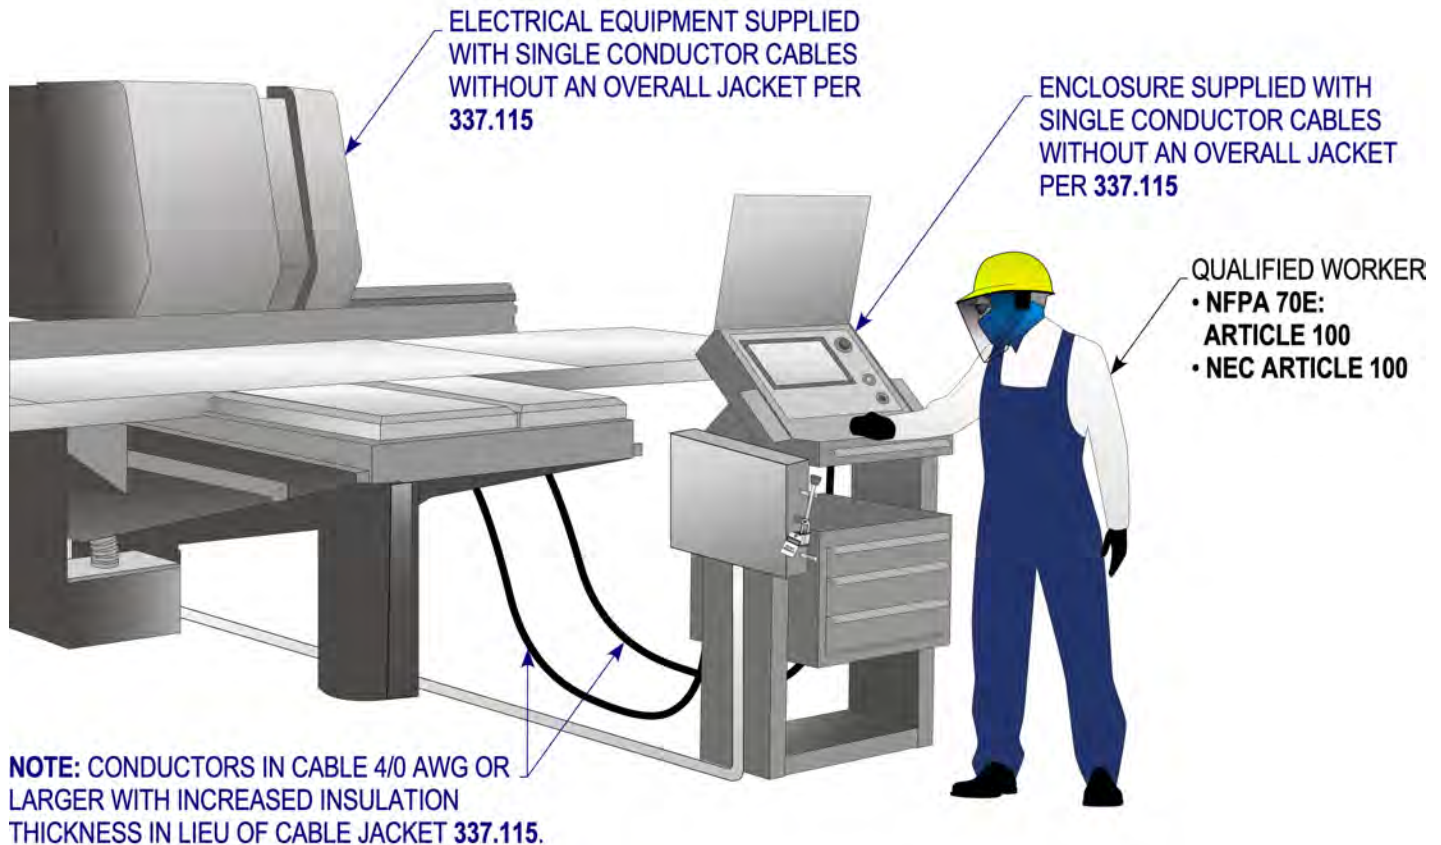 ELECTRICAL EQUIPMENT SUPPLIED
WITH SINGLE CONDUCTOR CABLES
WITHOUT AN OVERALL JACKET PER
337.115
ENCLOSURE SUPPLIED WITH
SINGLE CONDUCTOR CABLES
WITHOUT AN OVERALL JACKET
PER 337.115
QUALIFIED WORKER
• NFPA 70E:
ARTICLE 100
• NEC ARTICLE 100
NOTE: CONDUCTORS IN CABLE 4/0 AWG OR
LARGER WITH INCREASED INSULATION
THICKNESS IN LIEU OF CABLE JACKET 337.115.